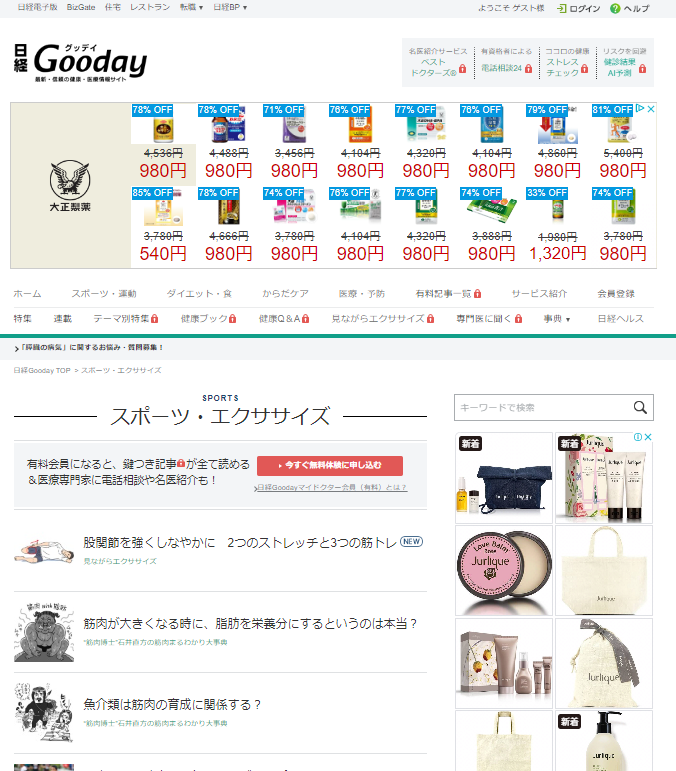 日経電子版 BizGate 住宅 レストラン 転職▼ 日経BP▼
ようこそ ゲスト様 ログイン ? ヘルプ
日経 グッデイ Gooday
最新・信頼の健康・医療情報サイト
名医紹介サービス
ベスト
ドクターズ®
有資格者による
電話相談24
ココロの健康
ストレス
チェック
リスクを回避
健診結果
AI予測
大正製薬
78% OFF 78% OFF 71% OFF 76% OFF 77% OFF 78% OFF 79% OFF 81% OFF
4,536円 4,488円 3,456円 4,104円 4,320円 4,104円 4,860円 5,400円
980円 980円 980円 980円 980円 980円 980円 980円
85% OFF 78% OFF 74% OFF 76% OFF 77% OFF 74% OFF 33% OFF 74% OFF
3,780円 4,666円 3,780円 4,104円 4,320円 3,888円 1,980円 3,780円
540円 980円 980円 980円 980円 980円 1,320円 980円
ホーム スポーツ・運動 ダイエット・食 からだケア 医療・予防 有料記事一覧 サービス紹介 会員登録
特集 連載 テーマ別特集 健康ブック 健康Q&A 見ながらエクササイズ 専門医に聞く 事典▼ 日経ヘルス
「膵臓の病気」に関するお悩み・質問募集！
日経Gooday TOP > スポーツ・エクササイズ
SPORTS
スポーツ・エクササイズ
キーワードで検索
有料会員になると、鍵つき記事が全て読める
＆医療専門家に電話相談や名医紹介も！
今すぐ無料体験に申し込む
日経Goodayマイドクター会員（有料）とは？
股関節を強くしなやかに　2つのストレッチと3つの筋トレ NEW
見ながらエクササイズ
筋肉が大きくなる時に、脂肪を栄養分にするというのは本当？
"筋肉博士"石井直方の筋肉まるわかり大事典
魚介類は筋肉の育成に関係する？
"筋肉博士"石井直方の筋肉まるわかり大事典
新着
新着
Love Balm
Rose
Jurlique
Jurlique
Jurlique
新着
Jurlique